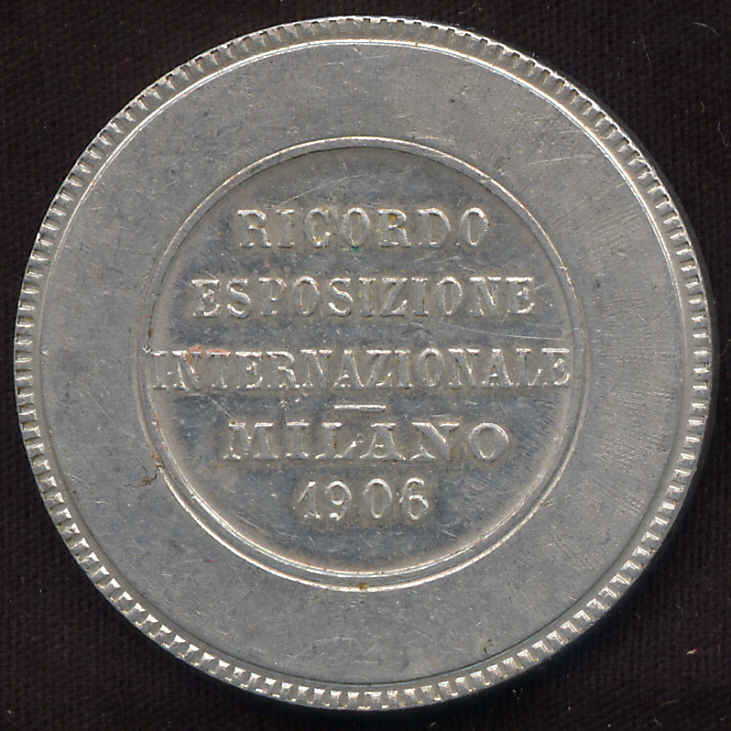 RICORDO
ESPOSIZIONE
INTERNAZIONALE
MILANO
1906